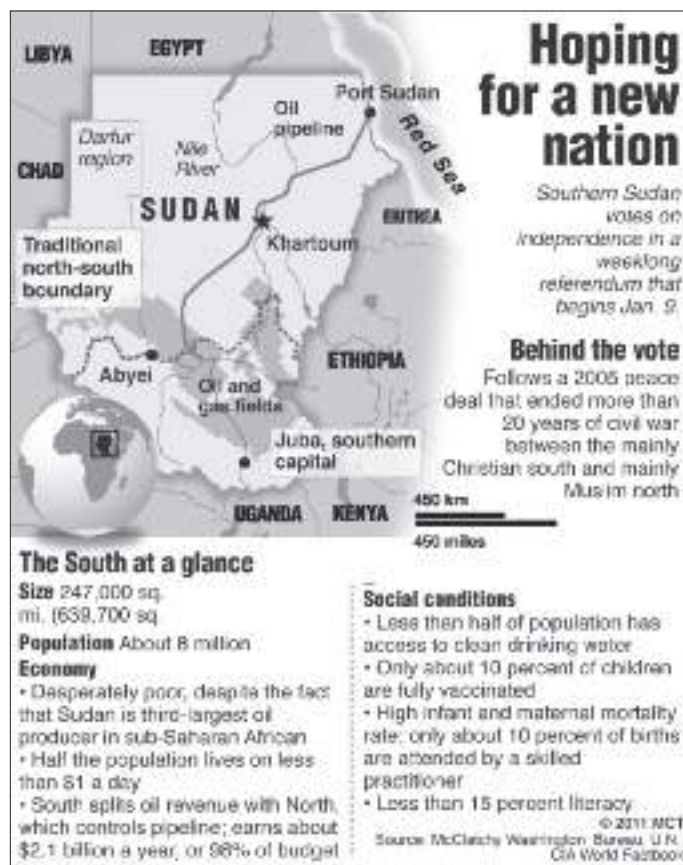 Hoping
for a new
nation
Southern Sudan
votes on
independence in a
weeklong
referendum that
begins Jan. 9.
Behind the vote
Follows a 2005 peace
deal that ended more than
20 years of civil war
between the mainly
Christian south and mainly
Muslim north
LIBYA
EGYPT
Port Sudan
Oil
pipeline
Red Sea
Darfur
region
Nile
River
CHAD
SUDAN
ERITREA
Khartoum
Traditional
north-south
boundary
ETHIOPIA
Abyei
Oil and
gas fields
Juba, southern
capital
UGANDA
KENYA
450 km
450 miles
The South at a glance
Size 247,000 sq.
mi. (639,700 sq
Population About 8 million
Economy
• Desperately poor, despite the fact
that Sudan is third-largest oil
producer in sub-Saharan African
• Half the population lives on less
than $1 a day
• South splits oil revenue with North,
which controls pipeline; earns about
$2.1 billion a year, or 98% of budget
Social conditions
• Less than half of population has
access to clean drinking water
• Only about 10 percent of children
are fully vaccinated
• High infant and maternal mortality
rate; only about 10 percent of births
are attended by a skilled
practitioner
• Less than 15 percent literacy
© 2011 MCT
Source: McClatchy Washington Bureau, U.N.
CIA World Factbook